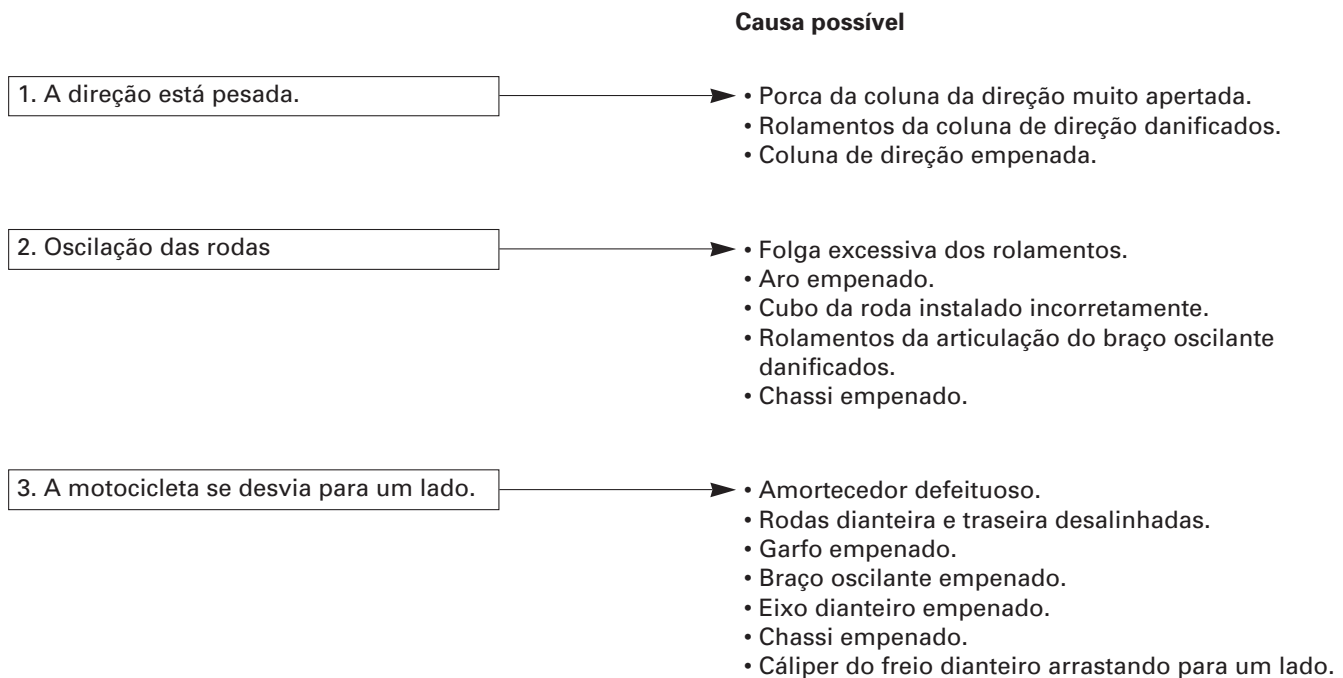 Causa possível
1. A direção está pesada.
• Porca da coluna da direção muito apertada.
• Rolamentos da coluna de direção danificados.
• Coluna de direção empenada.
2. Oscilação das rodas
• Folga excessiva dos rolamentos.
• Aro empenado.
• Cubo da roda instalado incorretamente.
• Rolamentos da articulação do braço oscilante
danificados.
• Chassi empenado.
3. A motocicleta se desvia para um lado.
• Amortecedor defeituoso.
• Rodas dianteira e traseira desalinhadas.
• Garfo empenado.
• Braço oscilante empenado.
• Eixo dianteiro empenado.
• Chassi empenado.
• Cáliper do freio dianteiro arrastando para um lado.